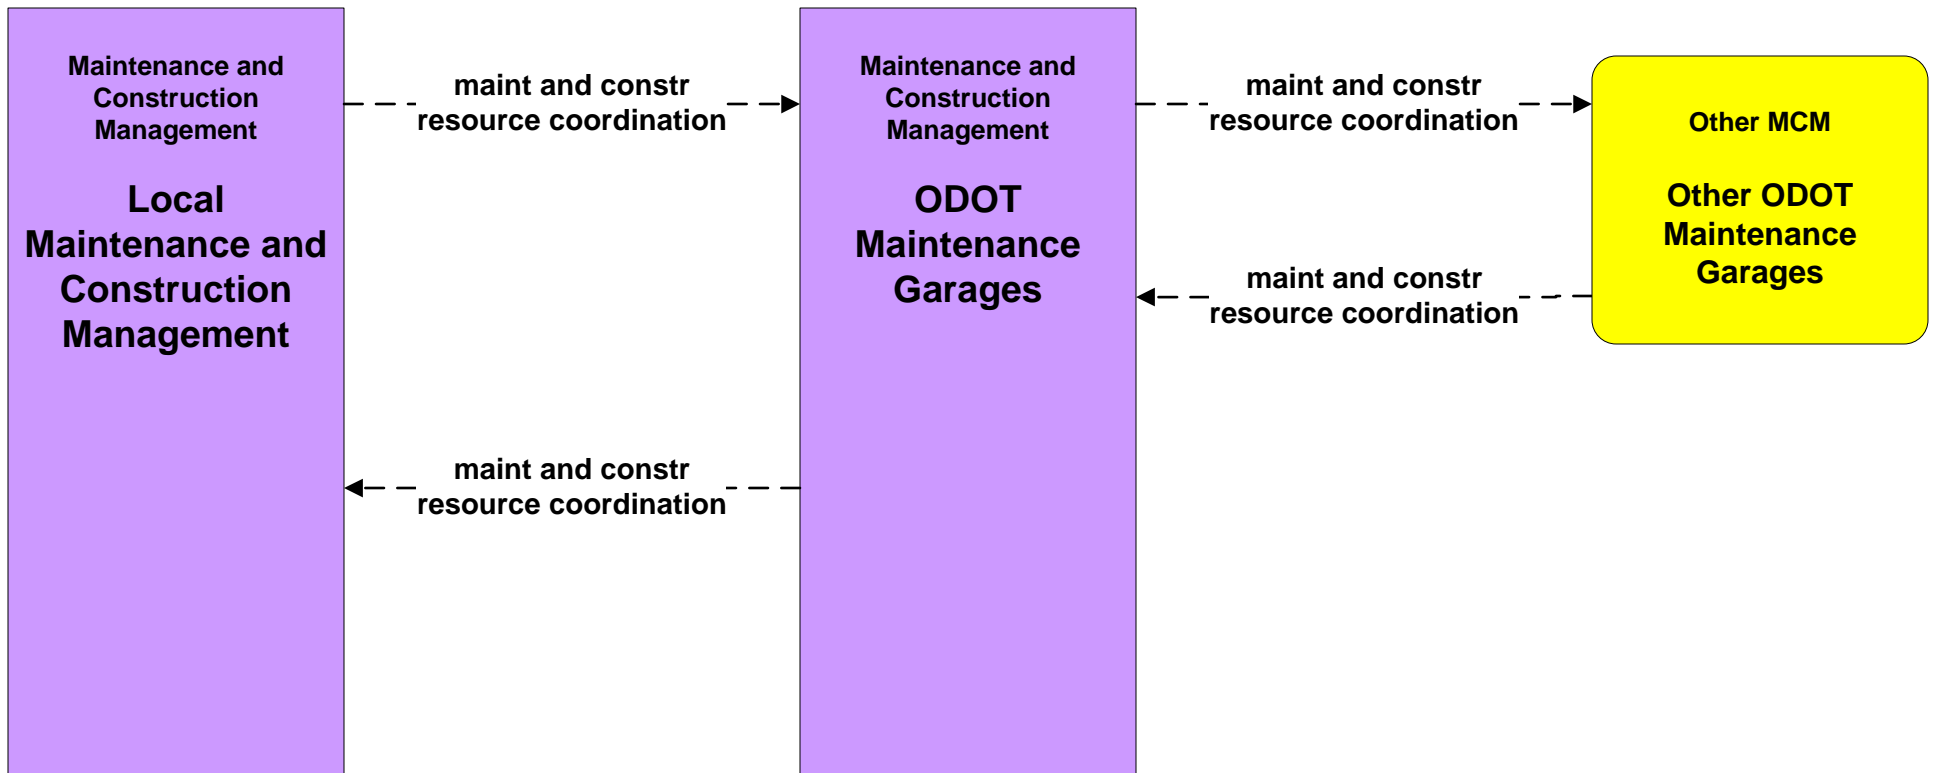 Maintenance and
Construction
Management
Local
Maintenance and
Construction
Management
maint and constr
resource coordination
maint and constr
resource coordination
Maintenance and
Construction
Management
ODOT
Maintenance
Garages
maint and constr
resource coordination
maint and constr
resource coordination
Other MCM
Other ODOT
Maintenance
Garages